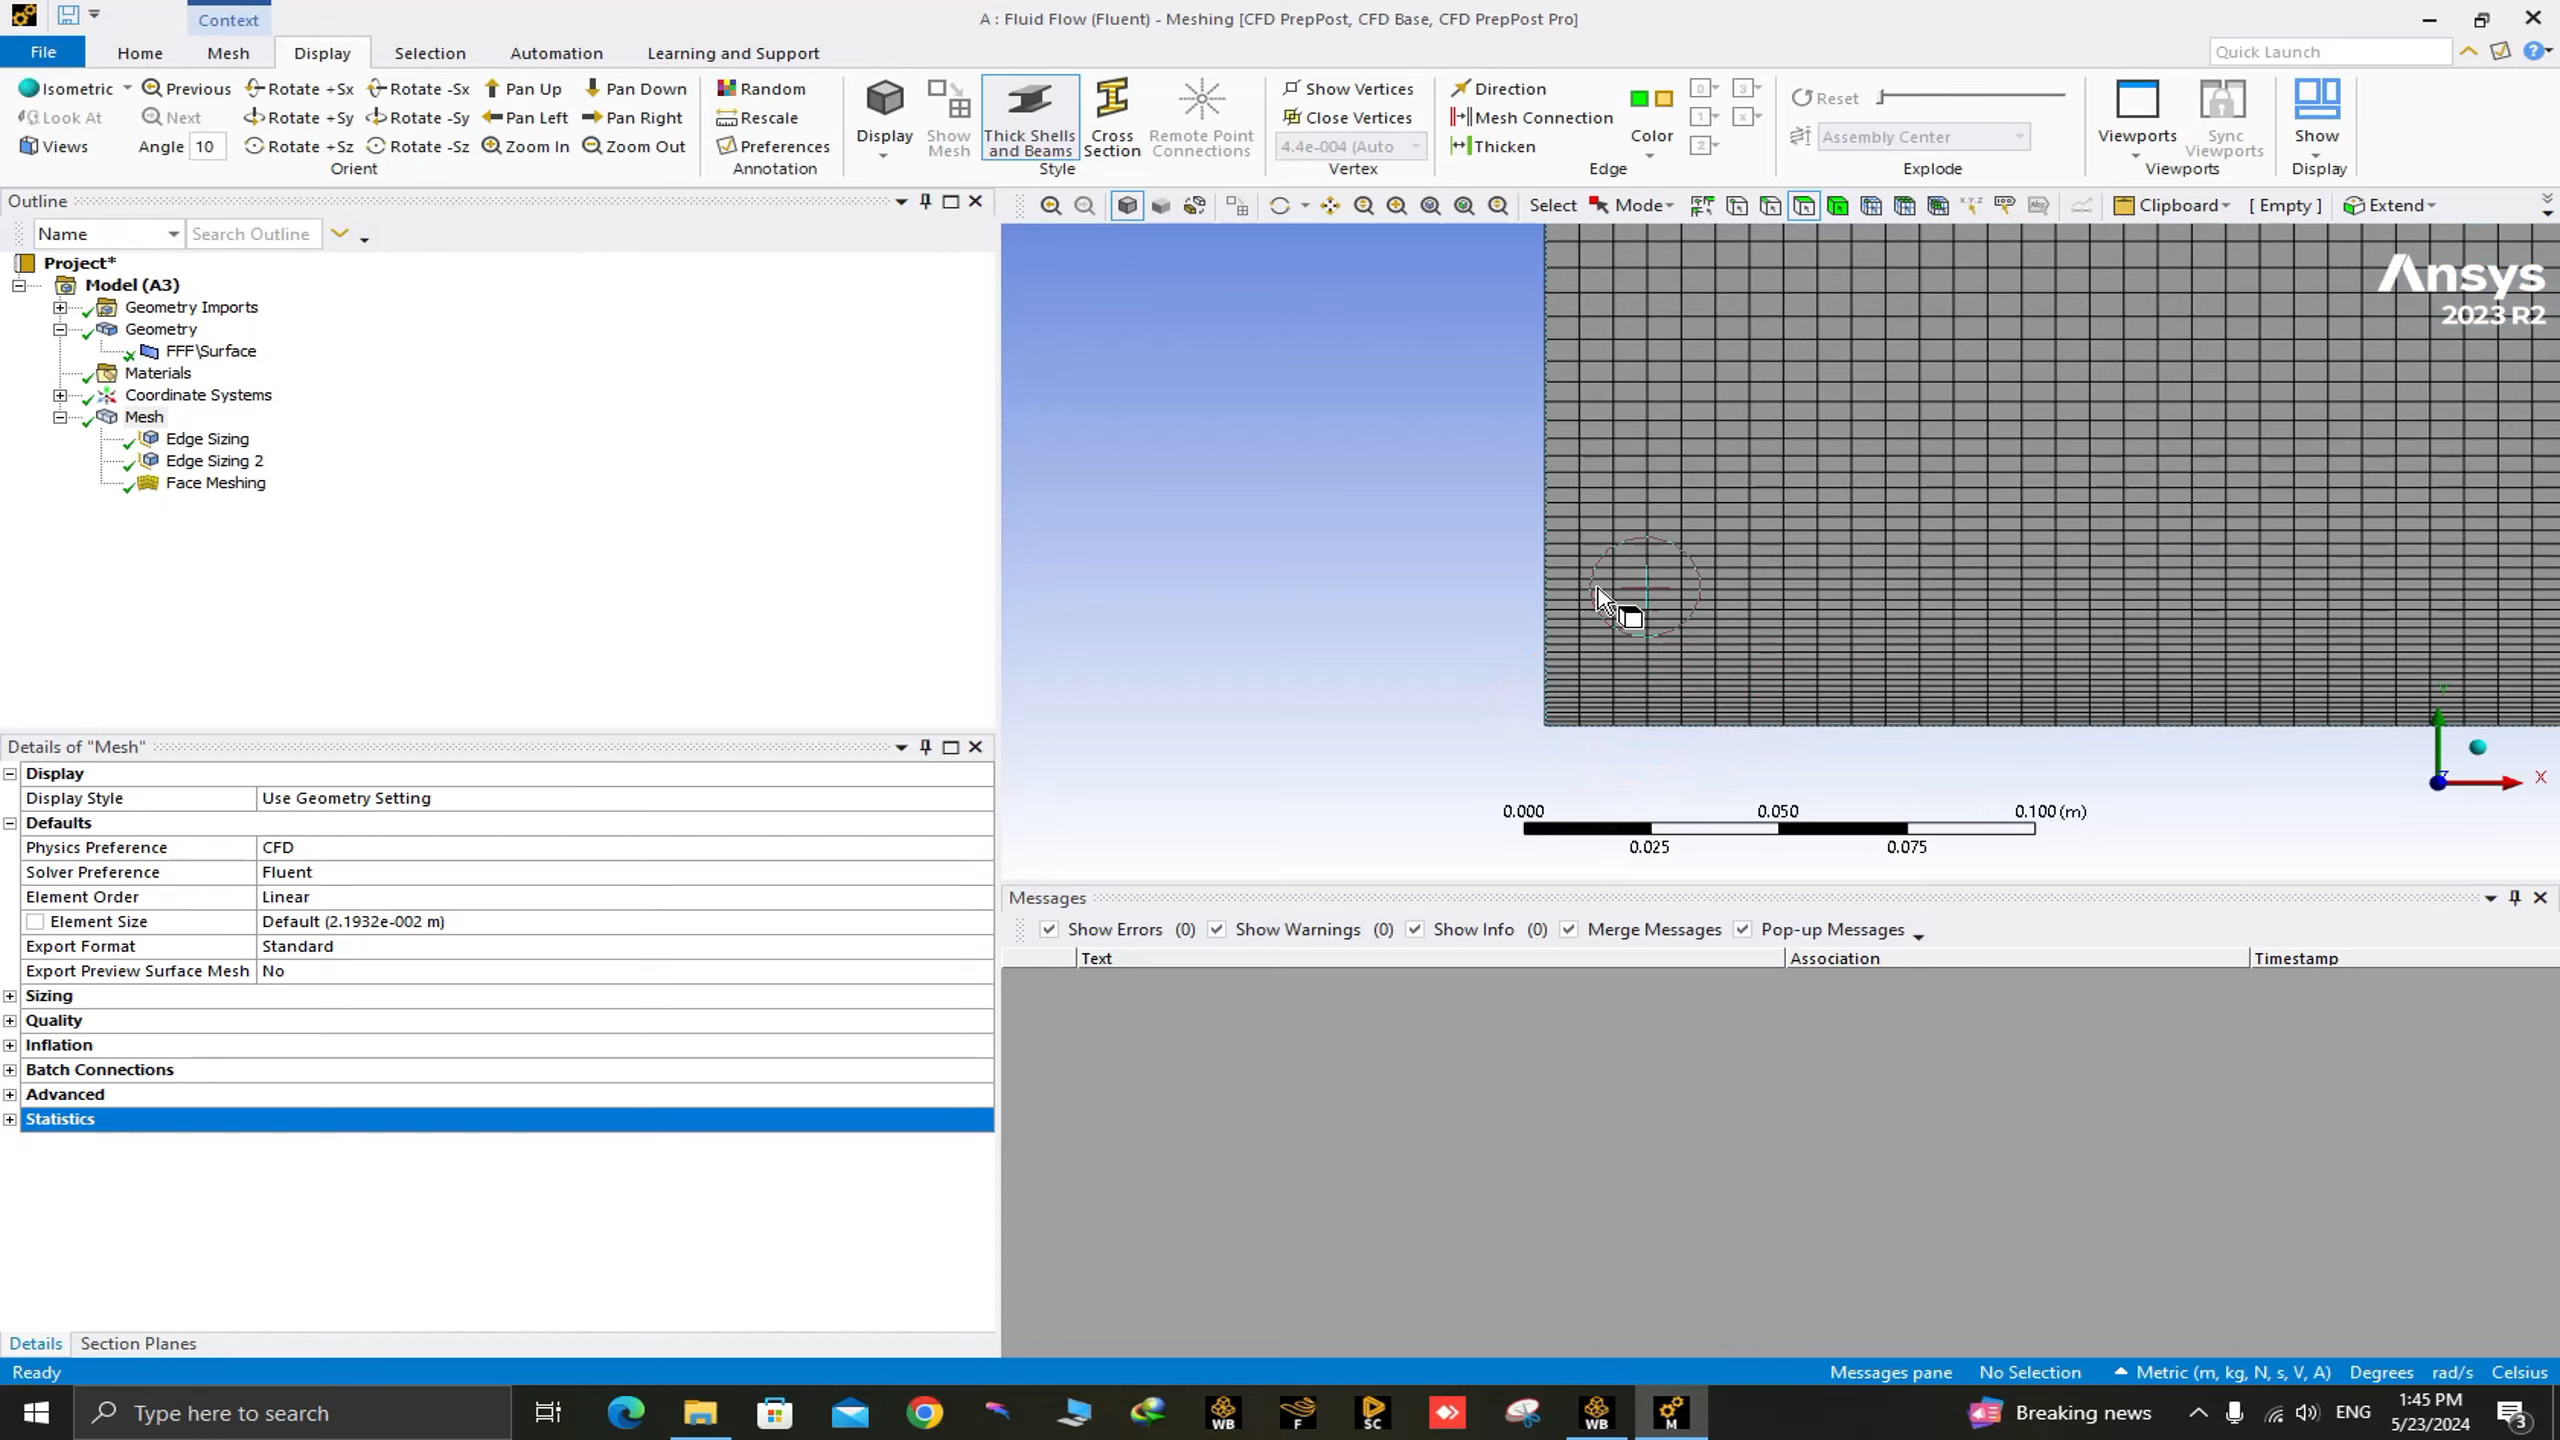 Context
A : Fluid Flow (Fluent) - Meshing [CFD PrepPost, CFD Base, CFD PrepPost Pro]
File Home Mesh Display Selection Automation Learning and Support Quick Launch
Isometric Previous Rotate +Sx Rotate -Sx Pan Up Pan Down
Look At Next Rotate +Sy Rotate -Sy Pan Left Pan Right
Views Angle 10 Rotate +Sz Rotate -Sz Zoom In Zoom Out
Orient
Random
Rescale
Preferences
Annotation
Display
Show Mesh
Thick Shells and Beams
Cross Section
Remote Point Connections
Style
Show Vertices
Close Vertices
4.4e-004 (Auto
Vertex
Direction
Mesh Connection
Thicken
Color
0 3
1 x
2
Edge
Reset
Assembly Center
Explode
Viewports
Sync Viewports
Viewports
Show
Display
Outline
Name Search Outline
Project*
Model (A3)
Geometry Imports
Geometry
FFF\Surface
Materials
Coordinate Systems
Mesh
Edge Sizing
Edge Sizing 2
Face Meshing
Select Mode Clipboard [ Empty ] Extend
Ansys
2023 R2
X
0.000 0.050 0.100 (m)
0.025 0.075
Details of "Mesh"
Display
Display Style Use Geometry Setting
Defaults
Physics Preference CFD
Solver Preference Fluent
Element Order Linear
Element Size Default (2.1932e-002 m)
Export Format Standard
Export Preview Surface Mesh No
Sizing
Quality
Inflation
Batch Connections
Advanced
Statistics
Messages
Show Errors (0) Show Warnings (0) Show Info (0) Merge Messages Pop-up Messages
Text Association Timestamp
Details Section Planes
Ready Messages pane No Selection Metric (m, kg, N, s, V, A) Degrees rad/s Celsius
Type here to search
WB F SC WB M
Breaking news ENG
1:45 PM
5/23/2024
3